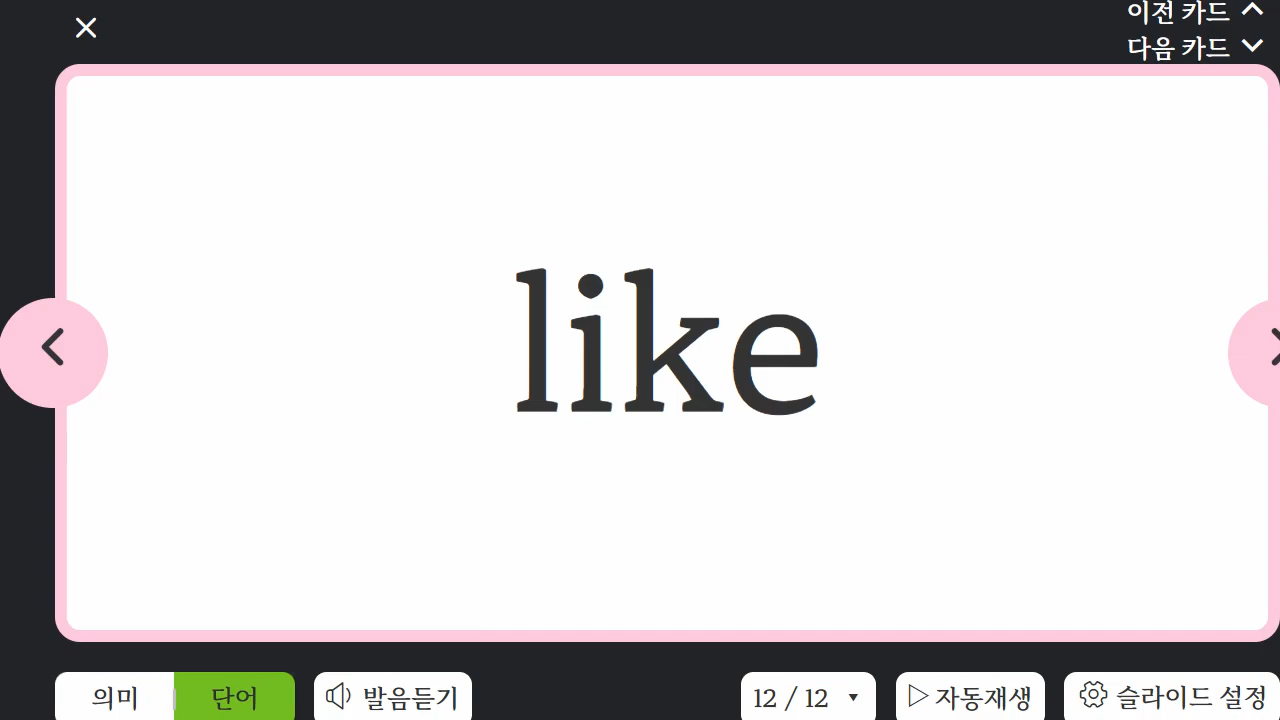 이전 카드
다음 카드
like
의미 단어 발음듣기 12 / 12 자동재생 슬라이드 설정